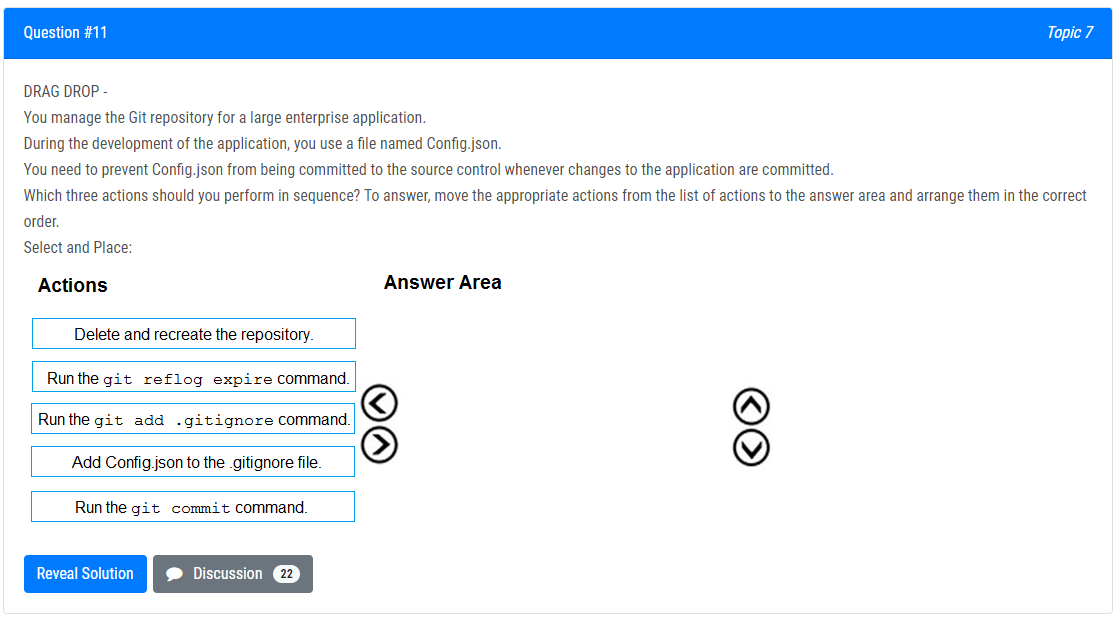 Question #11
Topic 7
DRAG DROP -
You manage the Git repository for a large enterprise application.
During the development of the application, you use a file named Config.json.
You need to prevent Config.json from being committed to the source control whenever changes to the application are committed.
Which three actions should you perform in sequence? To answer, move the appropriate actions from the list of actions to the answer area and arrange them in the correct
order.
Select and Place:
Actions
Answer Area
Delete and recreate the repository.
Run the git reflog expire command.
Run the git add .gitignore command.
Add Config.json to the .gitignore file.
Run the git commit command.
Reveal Solution
Discussion 22